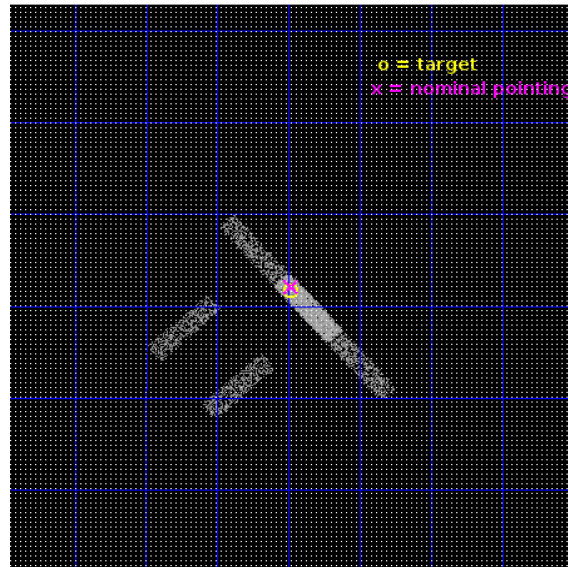 o = target
x = nominal pointing